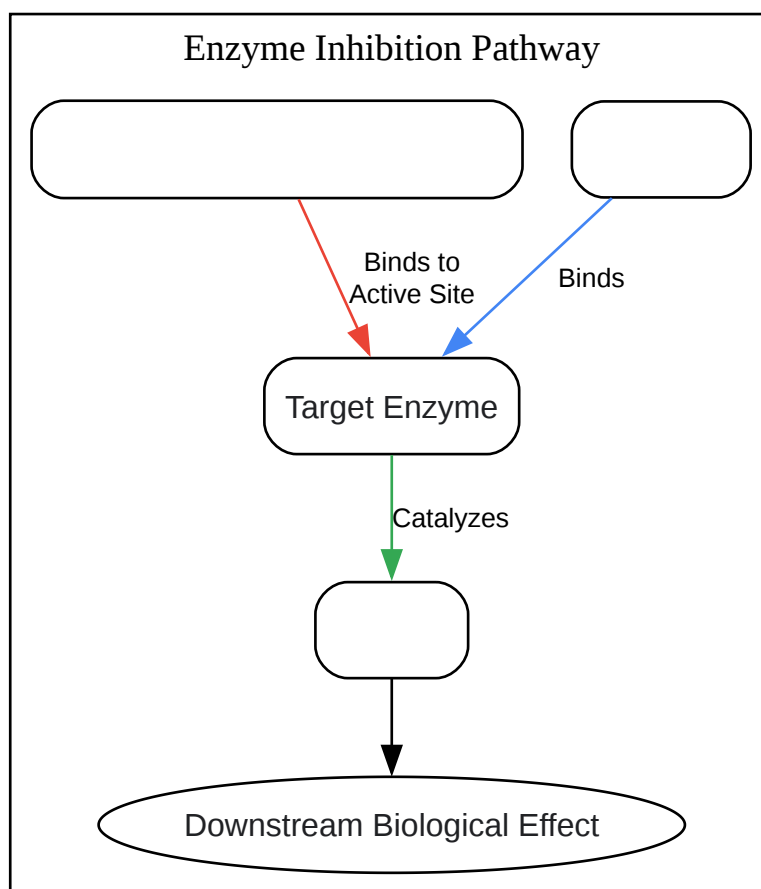 Enzyme Inhibition Pathway
Binds to
Active Site
Binds
Target Enzyme
Catalyzes
Downstream Biological Effect